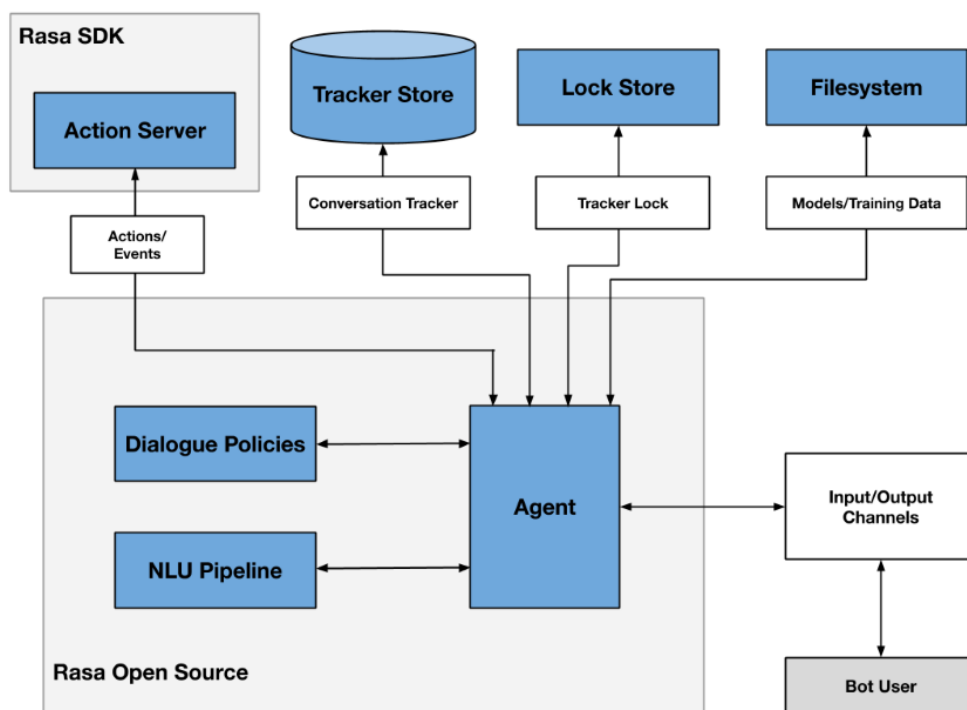 Rasa SDK
Action Server
Tracker Store
Lock Store
Filesystem
Actions/
Events
Conversation Tracker
Tracker Lock
Models/Training Data
Dialogue Policies
NLU Pipeline
Agent
Input/Output
Channels
Rasa Open Source
Bot User